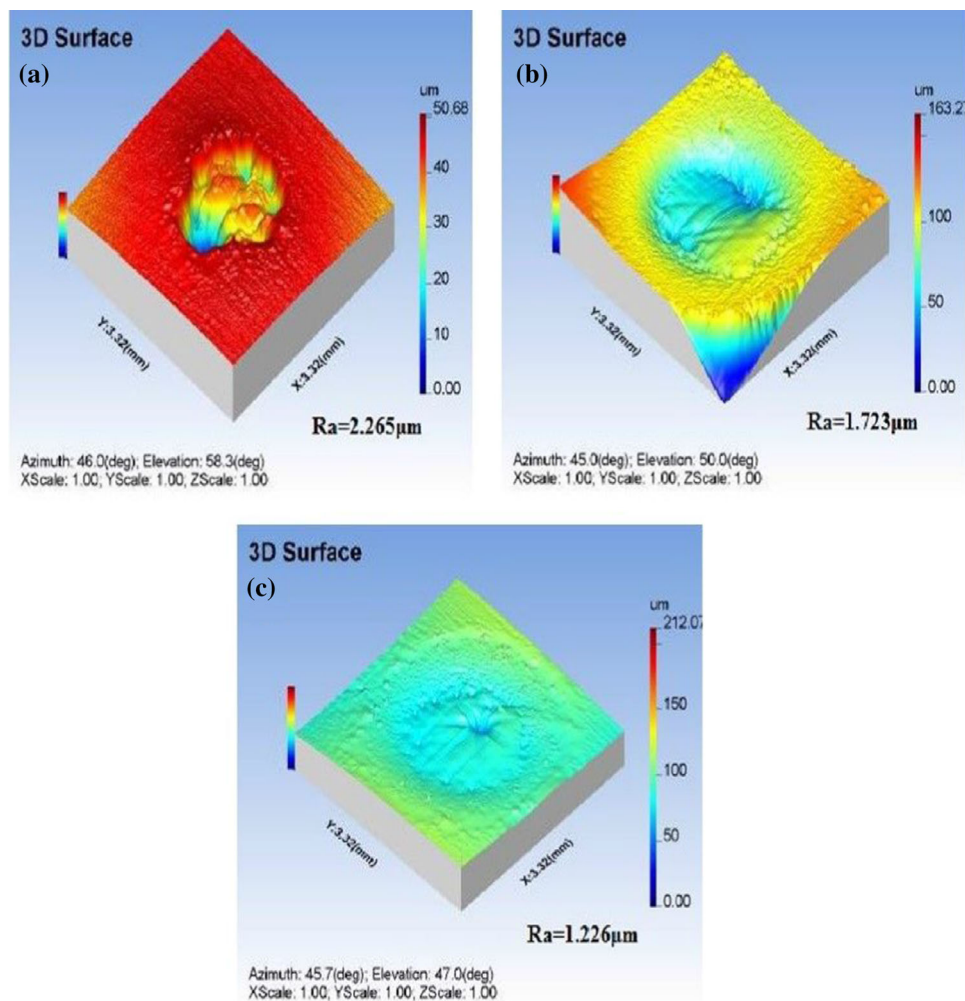 3D Surface
(a)
um
50.68
40
30
20
10
0.00
Y:3.32(mm)
X:3.32(mm)
Ra=2.265μm
Azimuth: 46.0(deg); Elevation: 58.3(deg)
XScale: 1.00; YScale: 1.00; ZScale: 1.00
3D Surface
(b)
um
163.27
100
50
0.00
Y:3.32(mm)
X:3.32(mm)
Ra=1.723μm
Azimuth: 45.0(deg); Elevation: 50.0(deg)
XScale: 1.00; YScale: 1.00; ZScale: 1.00
3D Surface
(c)
um
212.07
150
100
50
0.00
Y:3.32(mm)
X:3.32(mm)
Ra=1.226μm
Azimuth: 45.7(deg); Elevation: 47.0(deg)
XScale: 1.00; YScale: 1.00; ZScale: 1.00